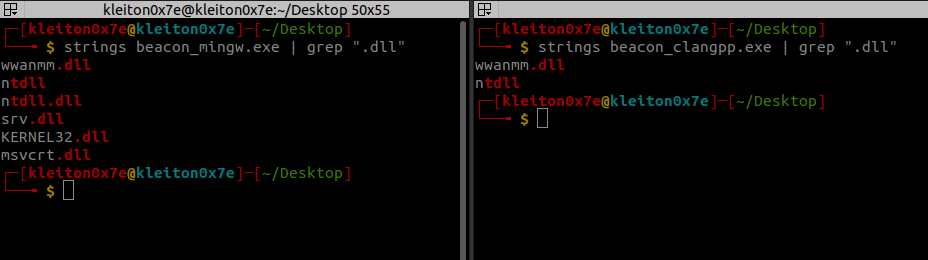 kleiton0x7e@kleiton0x7e:~/Desktop 50x55
┌─[kleiton0x7e@kleiton0x7e]─[~/Desktop]
└──╼ $ strings beacon_mingw.exe | grep ".dll"
wwanmm.dll
ntdll
ntdll.dll
srv.dll
KERNEL32.dll
msvcrt.dll
┌─[kleiton0x7e@kleiton0x7e]─[~/Desktop]
└──╼ $
┌─[kleiton0x7e@kleiton0x7e]─[~/Desktop]
└──╼ $ strings beacon_clangpp.exe | grep ".dll"
wwanmm.dll
ntdll
┌─[kleiton0x7e@kleiton0x7e]─[~/Desktop]
└──╼ $